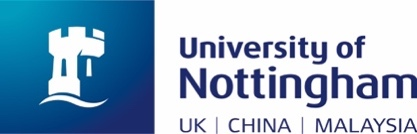 University of
Nottingham
UK | CHINA | MALAYSIA